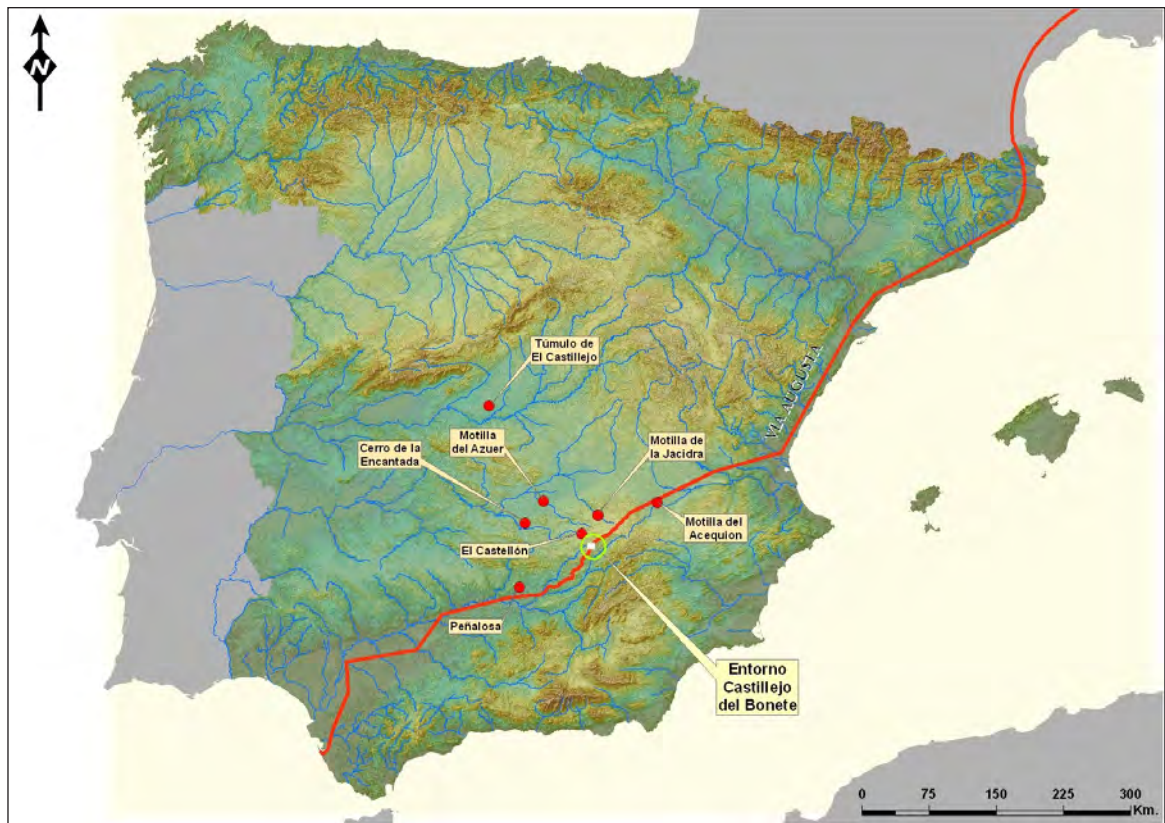 N
Túmulo de
El Castillejo
VIA AUGUSTA
Motilla
del Azuer
Motilla de
la Jacidra
Cerro de la
Encantada
Motilla del
Acequion
El Castellón
Peñalosa
Entorno
Castillejo
del Bonete
0 75 150 225 300
Km.